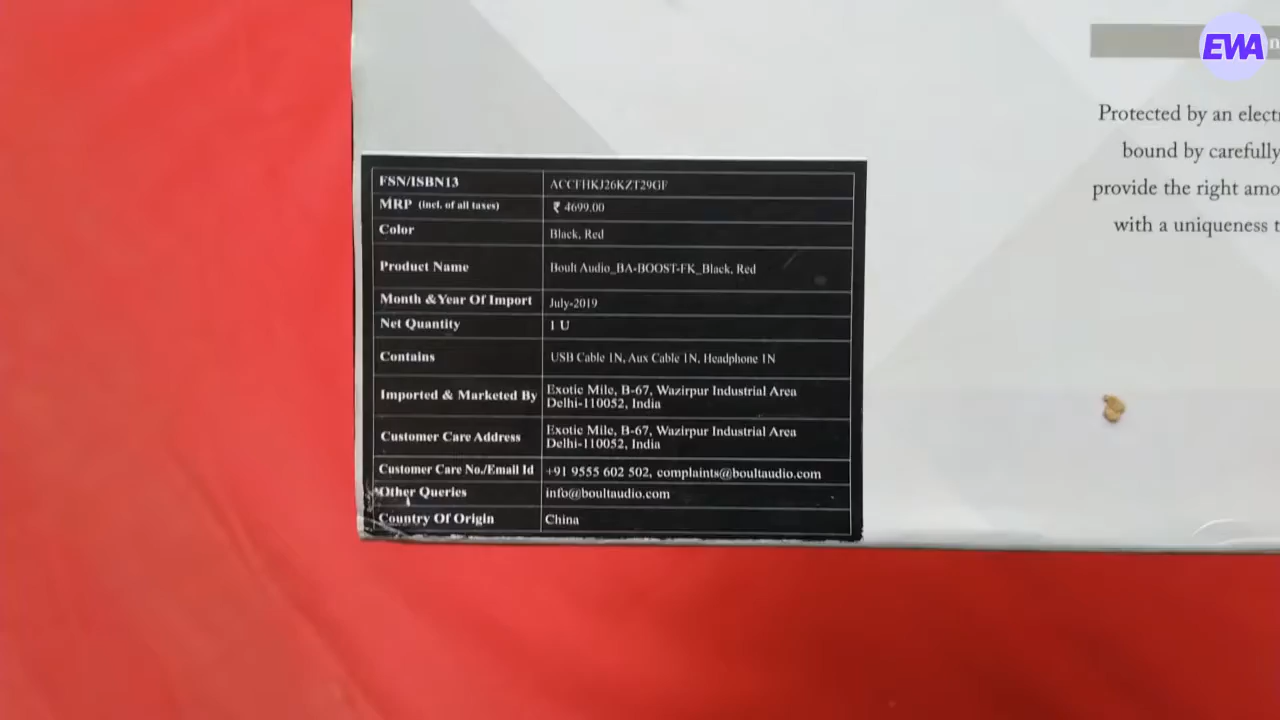 EWA
Protected by an elect
bound by carefully
provide the right amo
with a uniqueness t
FSN/ISBN13 ACCFHKJ26KZT29GF
MRP (incl. of all taxes) ₹ 4699.00
Color Black, Red
Product Name Boult Audio_BA-BOOST-FK_Black, Red
Month &Year Of Import July-2019
Net Quantity 1 U
Contains USB Cable 1N, Aux Cable 1N, Headphone 1N
Imported & Marketed By Exotic Mile, B-67, Wazirpur Industrial Area
Delhi-110052, India
Customer Care Address Exotic Mile, B-67, Wazirpur Industrial Area
Delhi-110052, India
Customer Care No./Email Id +91 9555 602 502, complaints@boultaudio.com
Other Queries info@boultaudio.com
Country Of Origin China